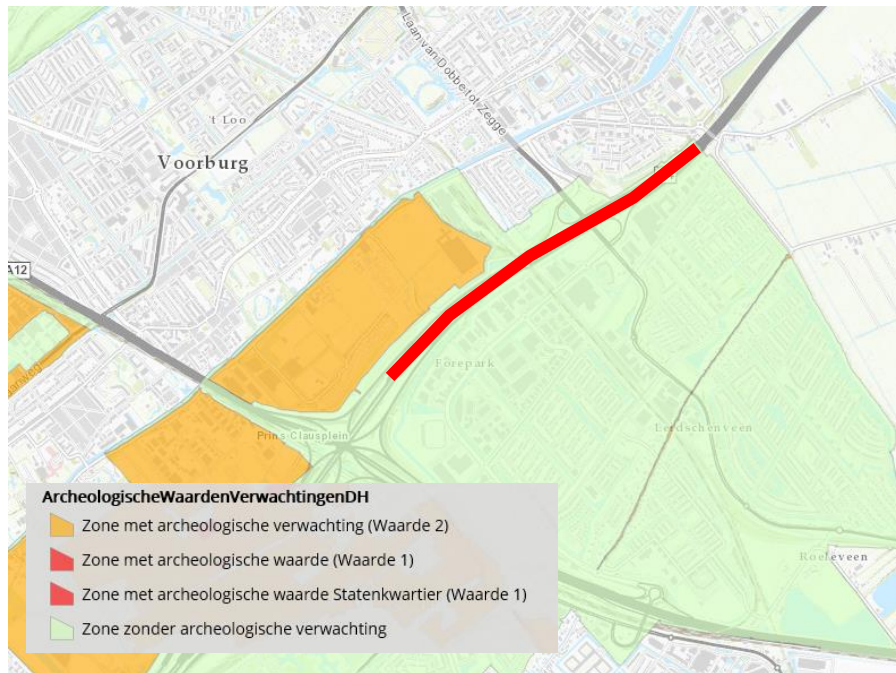 Laan van Dobbe tot Zegge
't Loo
Voorburg
A12
Forepark
Prins Clausplein
Leidschenveen
Roeleveen
ArcheologischeWaardenVerwachtingenDH
Zone met archeologische verwachting (Waarde 2)
Zone met archeologische waarde (Waarde 1)
Zone met archeologische waarde Statenkwartier (Waarde 1)
Zone zonder archeologische verwachting